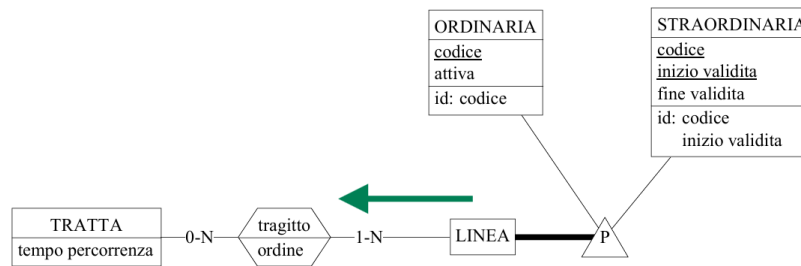 ORDINARIA
codice
attiva
id: codice
STRAORDINARIA
codice
inizio validita
fine validita
id: codice
inizio validita
TRATTA
tempo percorrenza
0-N
tragitto
ordine
1-N
LINEA
P